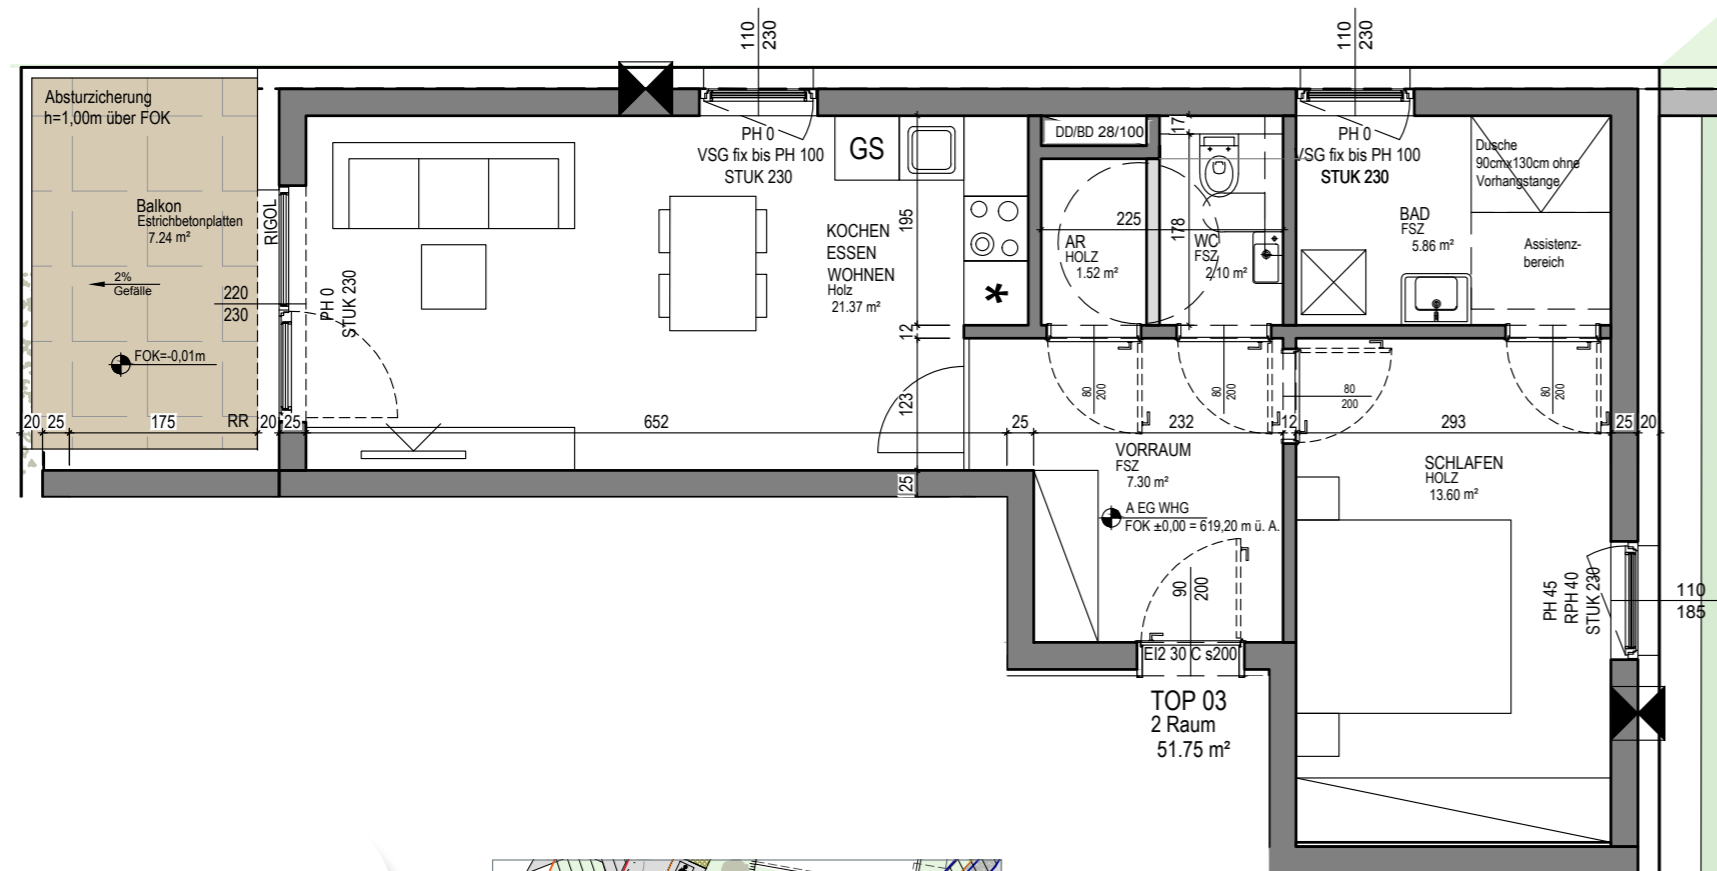 110
230
110
230
Absturzicherung
h=1,00m über FOK
Balkon
Estrichbetonplatten
7.24 m²
RIGOL
2%
Gefälle
220
230
PH 0
STUK 230
FOK=-0,01m
20
25
175
RR
20
25
652
25
232
12
293
25
20
PH 0
VSG fix bis PH 100
STUK 230
GS
KOCHEN
ESSEN
WOHNEN
Holz
21.37 m²
195
12
123
25
*
DD/BD 28/100
17
225
178
AR
HOLZ
1.52 m²
WC
FSZ
2.10 m²
PH 0
VSG fix bis PH 100
STUK 230
Dusche
90cmx130cm ohne
Vorhangstange
BAD
FSZ
5.86 m²
Assistenz-
bereich
80
200
80
200
80
200
80
200
VORRAUM
FSZ
7.30 m²
A EG WHG
FOK ±0,00 = 619,20 m ü. A.
SCHLAFEN
HOLZ
13.60 m²
90
200
EI2 30 C s200
PH 45
RPH 40
STUK 230
110
185
TOP 03
2 Raum
51.75 m²